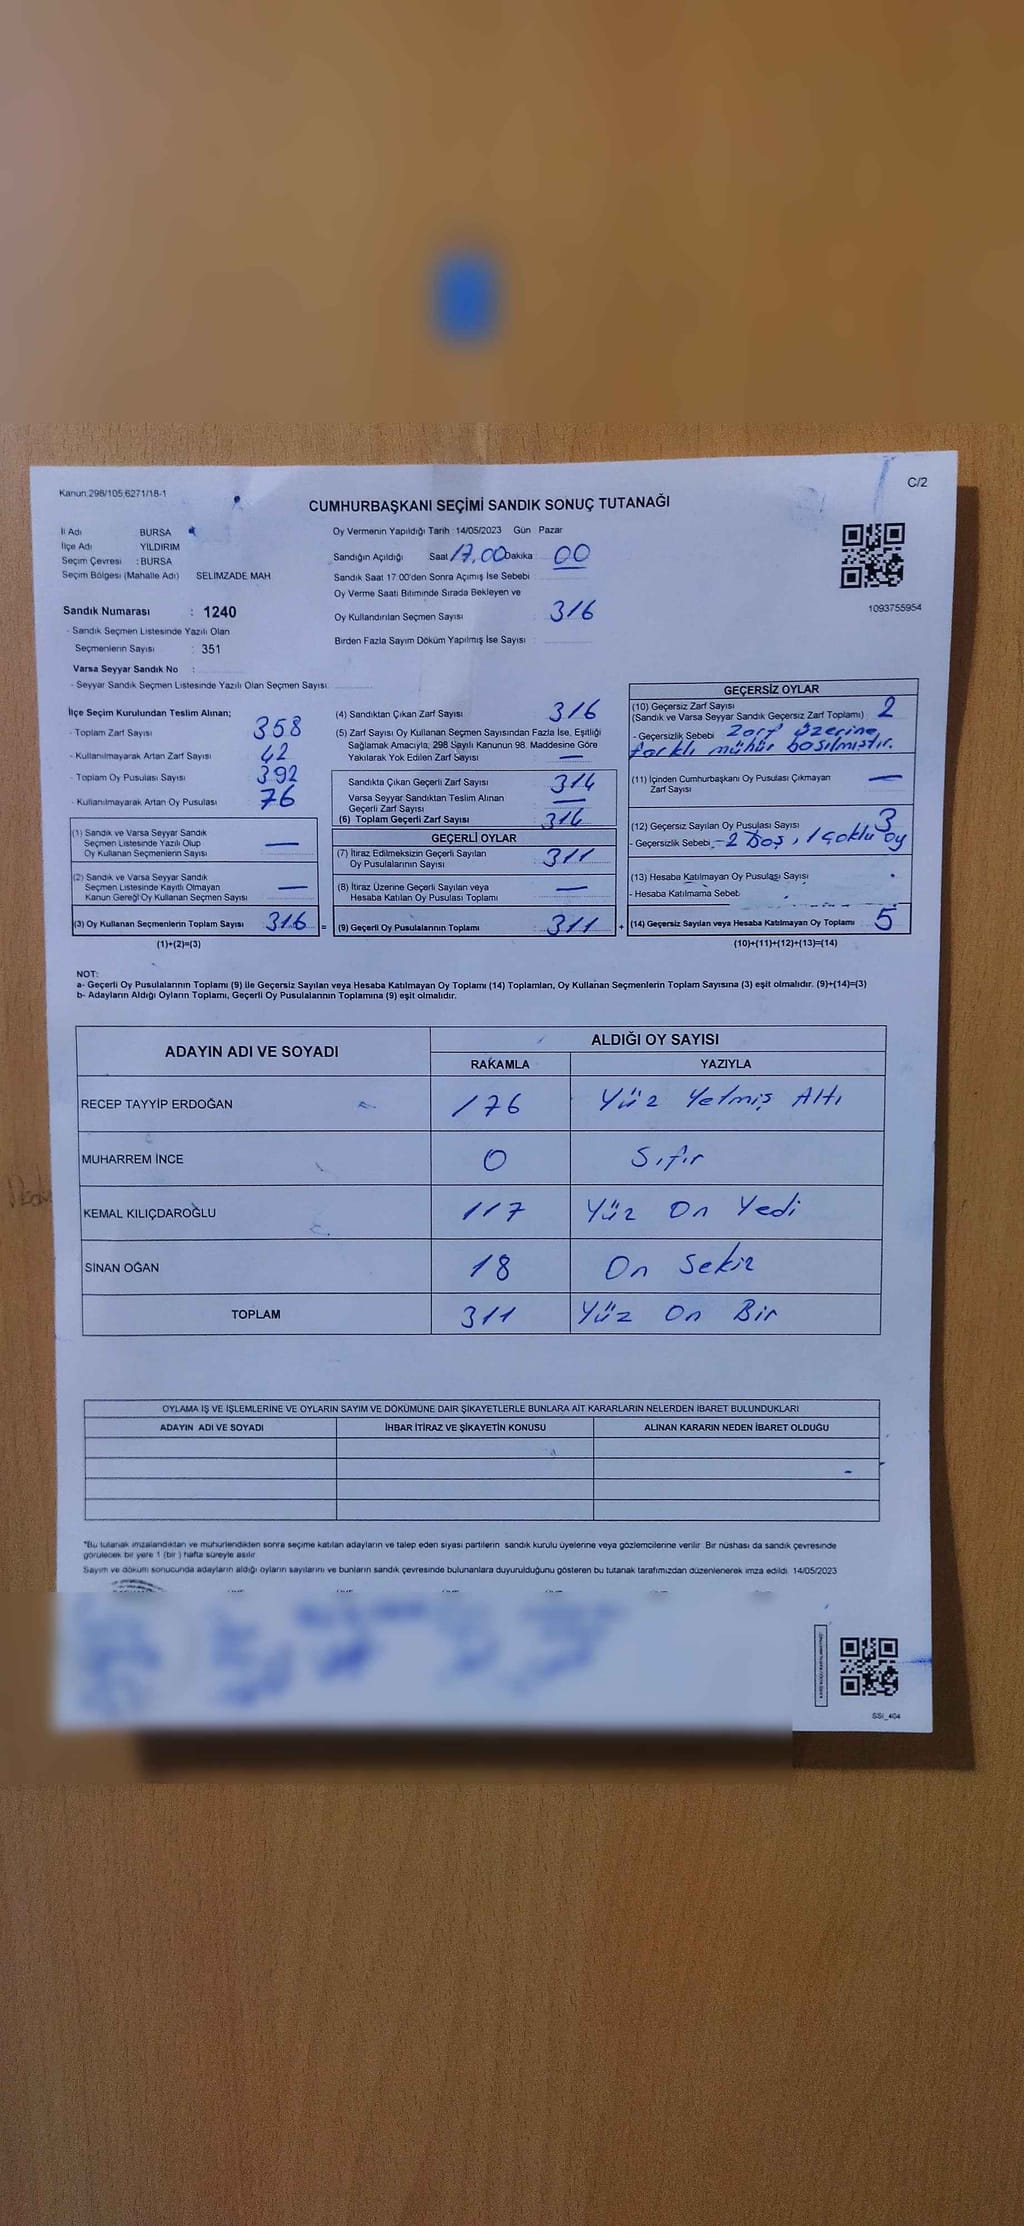 Kanun:298/105,6271/18-1
C/2
CUMHURBAŞKANI SEÇİMİ SANDIK SONUÇ TUTANAĞI
İl Adı BURSA
İlçe Adı YILDIRIM
Seçim Çevresi : BURSA
Seçim Bölgesi (Mahalle Adı) SELIMZADE MAH
Sandık Numarası : 1240
- Sandık Seçmen Listesinde Yazılı Olan
Seçmenlerin Sayısı : 351
Varsa Seyyar Sandık No :
- Seyyar Sandık Seçmen Listesinde Yazılı Olan Seçmen Sayısı
Oy Vermenin Yapıldığı Tarih 14/05/2023 Gün Pazar
Sandığın Açıldığı Saat 17.00 Dakika 00
Sandık Saat 17:00'den Sonra Açımış İse Sebebi
Oy Verme Saati Bitiminde Sırada Bekleyen ve
Oy Kullandırılan Seçmen Sayısı 316
Birden Fazla Sayım Döküm Yapılmış İse Sayısı
1093755954
İlçe Seçim Kurulundan Teslim Alınan;
- Toplam Zarf Sayısı 358
- Kullanılmayarak Artan Zarf Sayısı 42
- Toplam Oy Pusulası Sayısı 392
- Kullanılmayarak Artan Oy Pusulası 76
(1) Sandık ve Varsa Seyyar Sandık
Seçmen Listesinde Yazılı Olup
Oy Kullanan Seçmenlerin Sayısı —
(2) Sandık ve Varsa Seyyar Sandık
Seçmen Listesinde Kayıtlı Olmayan
Kanun Gereği Oy Kullanan Seçmen Sayısı —
(3) Oy Kullanan Seçmenlerin Toplam Sayısı 316 =
(1)+(2)=(3)
(4) Sandıktan Çıkan Zarf Sayısı 316
(5) Zarf Sayısı Oy Kullanan Seçmen Sayısından Fazla İse, Eşitliği
Sağlamak Amacıyla; 298 Sayılı Kanunun 98. Maddesine Göre
Yakılarak Yok Edilen Zarf Sayısı —
Sandıkta Çıkan Geçerli Zarf Sayısı 314
Varsa Seyyar Sandıktan Teslim Alınan
Geçerli Zarf Sayısı —
(6) Toplam Geçerli Zarf Sayısı 314
GEÇERLİ OYLAR
(7) İtiraz Edilmeksizin Geçerli Sayılan
Oy Pusulalarının Sayısı 311
(8) İtiraz Üzerine Geçerli Sayılan veya
Hesaba Katılan Oy Pusulaları Toplamı —
(9) Geçerli Oy Pusulalarının Toplamı 311 +
GEÇERSİZ OYLAR
(10) Geçersiz Zarf Sayısı
(Sandık ve Varsa Seyyar Sandık Geçersiz Zarf Toplamı) 2
- Geçersizlik Sebebi Zarf üzerine
farklı mühür basılmıştır.
(11) İçinden Cumhurbaşkanı Oy Pusulası Çıkmayan
Zarf Sayısı —
(12) Geçersiz Sayılan Oy Pusulası Sayısı 3
- Geçersizlik Sebebi - 2 Boş, 1 Çoklu oy
(13) Hesaba Katılmayan Oy Pusulası Sayısı
- Hesaba Katılmama Sebebi
(14) Geçersiz Sayılan veya Hesaba Katılmayan Oy Toplamı 5
(10)+(11)+(12)+(13)=(14)
NOT:
a- Geçerli Oy Pusulalarının Toplamı (9) ile Geçersiz Sayılan veya Hesaba Katılmayan Oy Toplamı (14) Toplamları, Oy Kullanan Seçmenlerin Toplam Sayısına (3) eşit olmalıdır. (9)+(14)=(3)
b- Adayların Aldığı Oyların Toplamı, Geçerli Oy Pusulalarının Toplamına (9) eşit olmalıdır.
ADAYIN ADI VE SOYADI
ALDIĞI OY SAYISI
RAKAMLA YAZIYLA
RECEP TAYYİP ERDOĞAN 176 Yüz Yetmiş Altı
MUHARREM İNCE 0 Sıfır
KEMAL KILIÇDAROĞLU 117 Yüz On Yedi
SİNAN OĞAN 18 On Sekiz
TOPLAM 311 Yüz On Bir
OYLAMA İŞ VE İŞLEMLERİNE VE OYLARIN SAYIM VE DÖKÜMÜNE DAİR ŞİKAYETLERLE BUNLARA AİT KARARLARIN NELERDEN İBARET BULUNDUKLARI
ADAYIN ADI VE SOYADI İHBAR İTİRAZ VE ŞİKAYETİN KONUSU ALINAN KARARIN NEDEN İBARET OLDUĞU
*Bu tutanak imzalandıktan ve mühürlendikten sonra seçime katılan adayların ve talep eden siyasi partilerin sandık kurulu üyelerine veya gözlemcilerine verilir. Bir nüshası da sandık çevresinde
görülecek bir yere 1 (bir) hafta süreyle asılır
Sayım ve döküm sonucunda adayların aldığı oyların sayılarını ve bunların sandık çevresinde bulunanlara duyurulduğunu gösteren bu tutanak tarafımızdan düzenlenerek imza edildi. 14/05/2023
SSİ_404